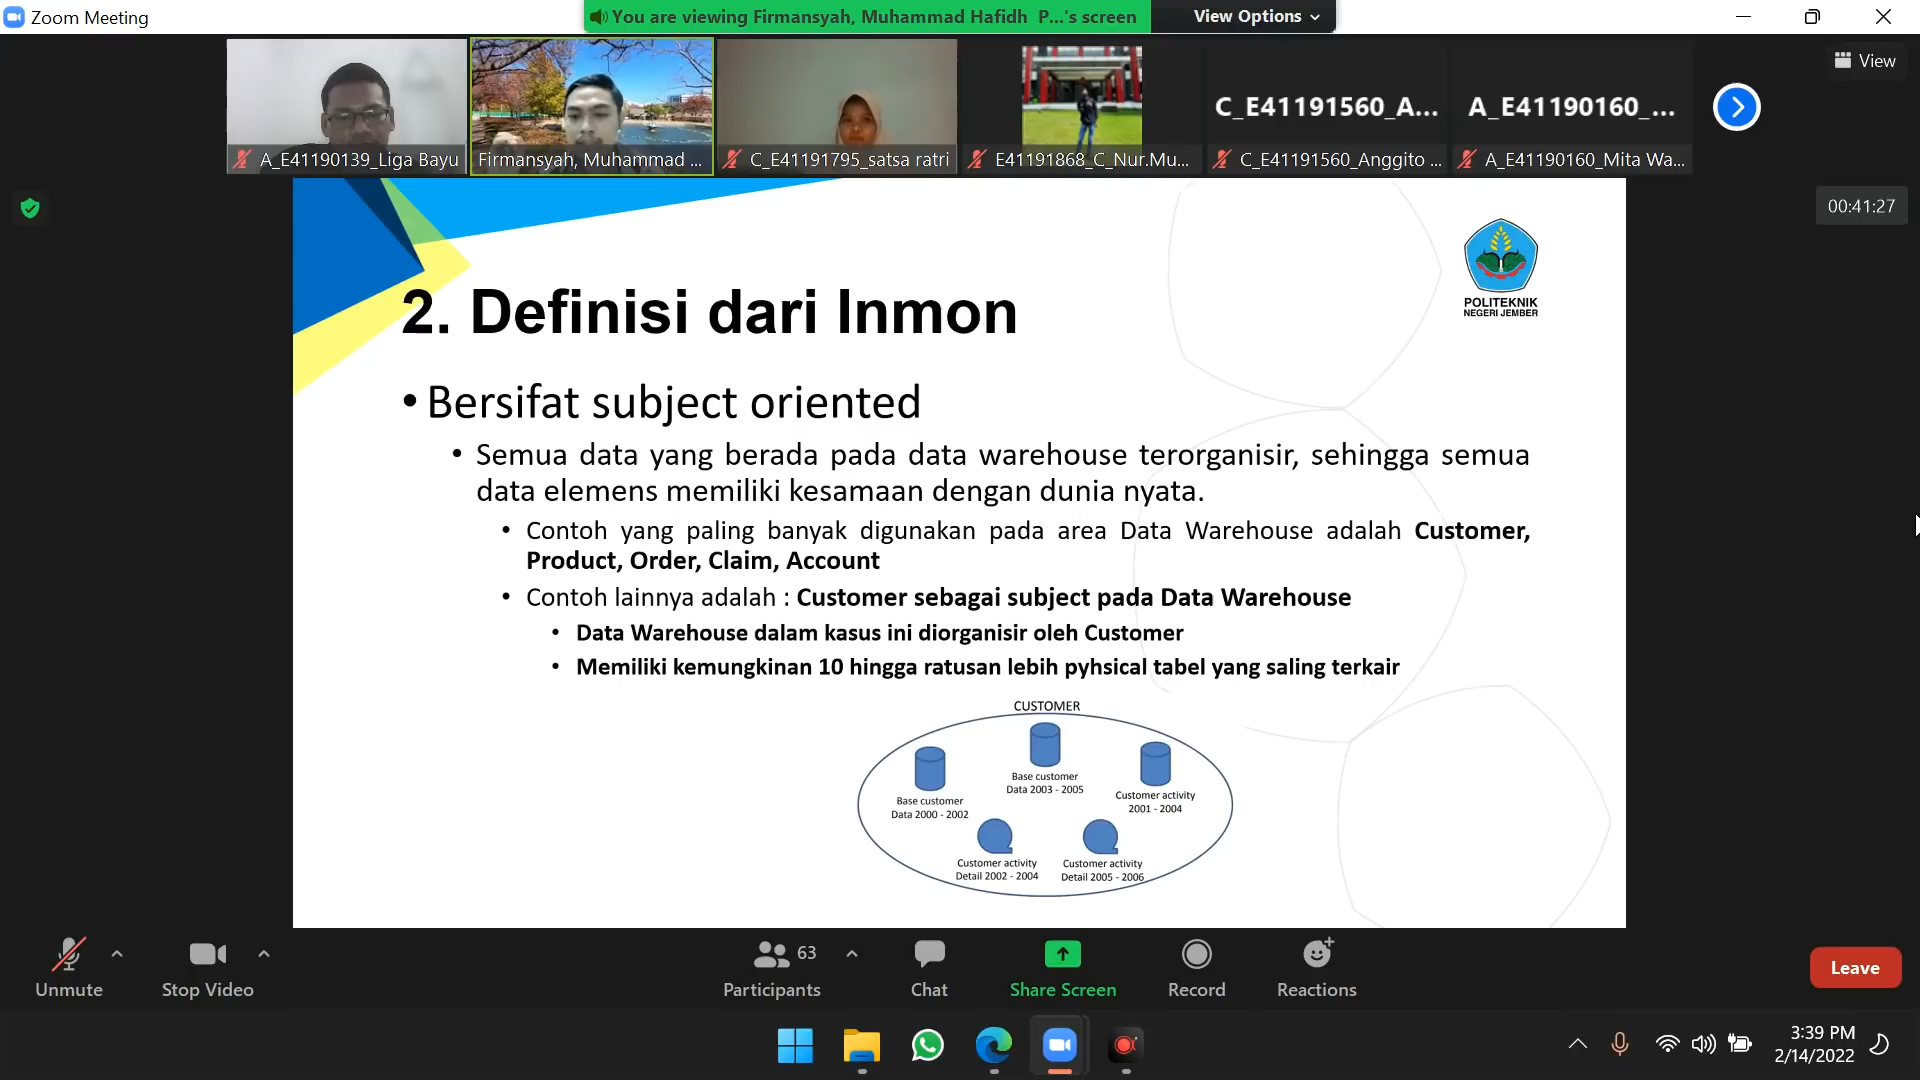 Zoom Meeting
You are viewing Firmansyah, Muhammad Hafidh P...'s screen
View Options
View
C_E41191560_A...
A_E41190160_...
A_E41190139_Liga Bayu
Firmansyah, Muhammad ...
C_E41191795_satsa ratri
E41191868_C_Nur.Mu...
C_E41191560_Anggito ...
A_E41190160_Mita Wa...
00:41:27
POLITEKNIK
NEGERI JEMBER
2. Definisi dari Inmon
• Bersifat subject oriented
• Semua data yang berada pada data warehouse terorganisir, sehingga semua
data elemens memiliki kesamaan dengan dunia nyata.
• Contoh yang paling banyak digunakan pada area Data Warehouse adalah Customer,
Product, Order, Claim, Account
• Contoh lainnya adalah : Customer sebagai subject pada Data Warehouse
• Data Warehouse dalam kasus ini diorganisir oleh Customer
• Memiliki kemungkinan 10 hingga ratusan lebih pyhsical tabel yang saling terkair
CUSTOMER
Base customer
Data 2000 - 2002
Base customer
Data 2003 - 2005
Customer activity
2001 - 2004
Customer activity
Detail 2002 - 2004
Customer activity
Detail 2005 - 2006
Unmute
Stop Video
63
Participants
Chat
Share Screen
Record
Reactions
Leave
3:39 PM
2/14/2022